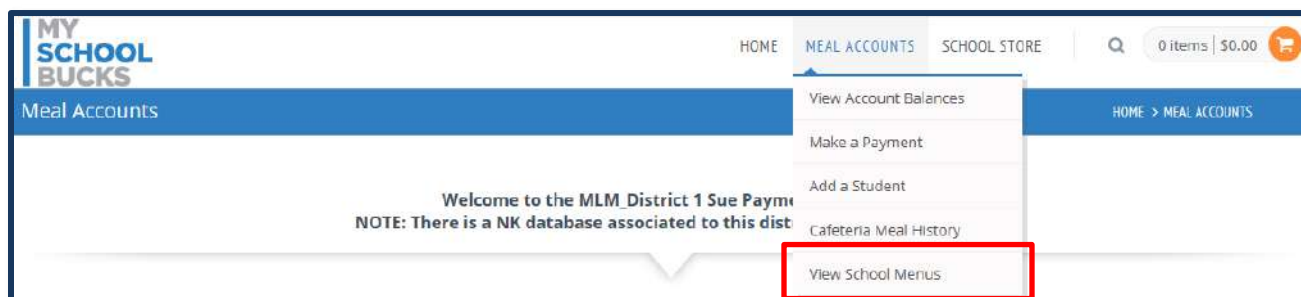 MY
SCHOOL
BUCKS
HOME MEAL ACCOUNTS SCHOOL STORE 0 items | $0.00
Meal Accounts
HOME > MEAL ACCOUNTS
View Account Balances
Make a Payment
Add a Student
Cafeteria Meal History
View School Menus
Welcome to the MLM_District 1 Sue Payme
NOTE: There is a NK database associated to this dist